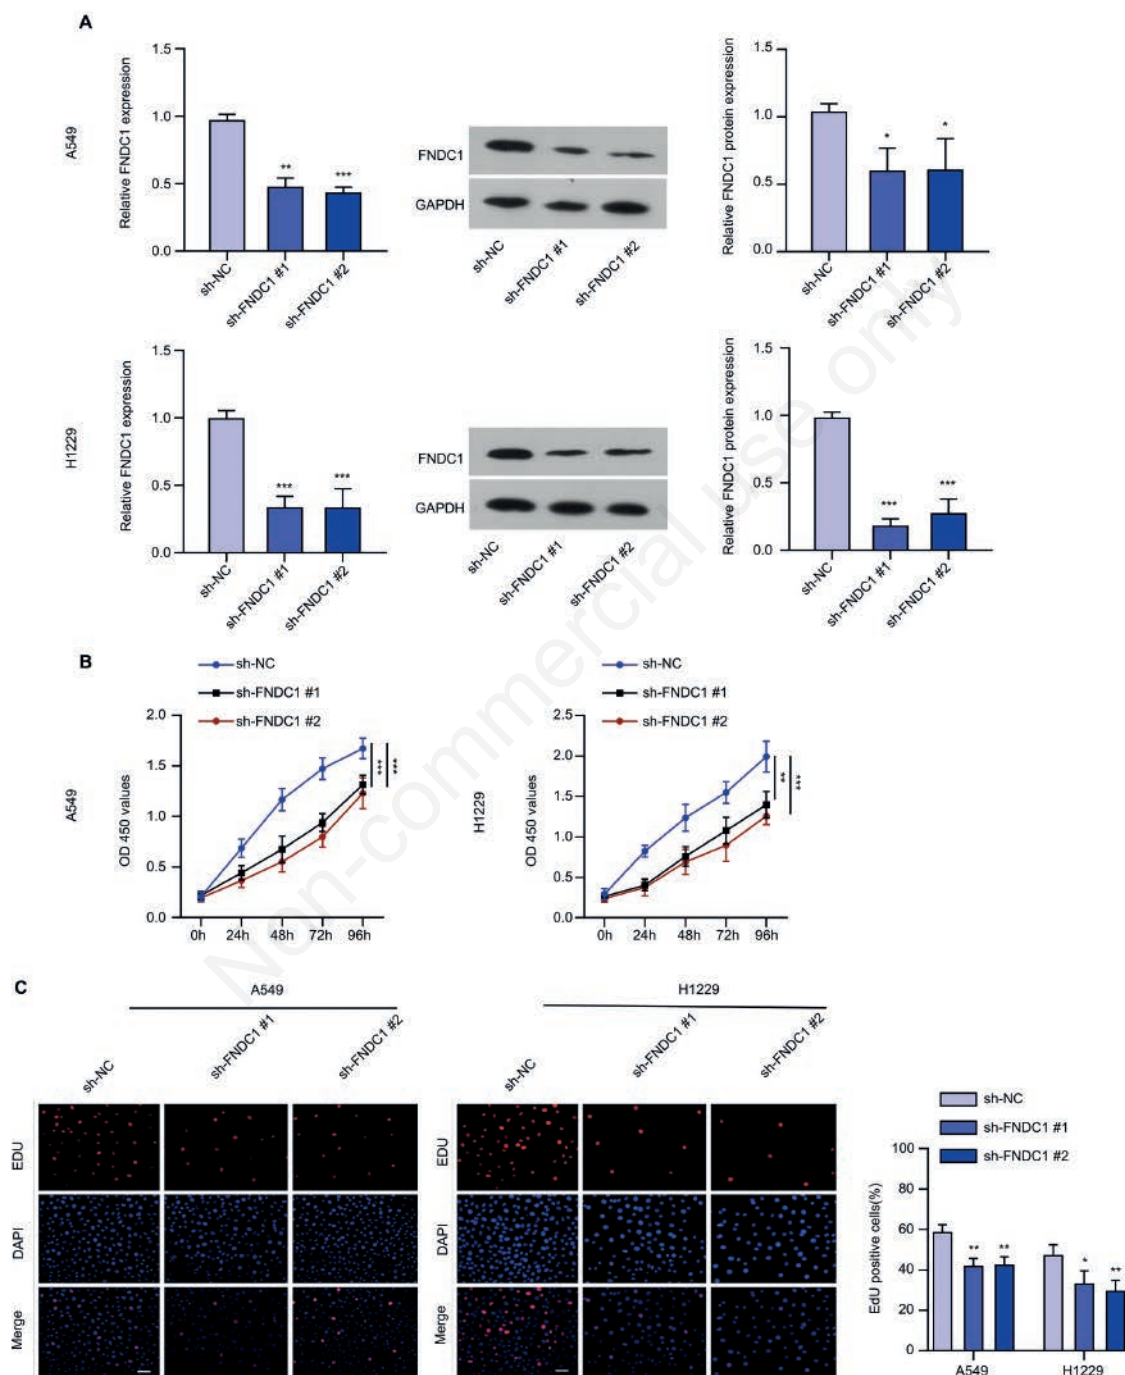 A
A549
Relative FNDC1 expression
1.5
1.0
0.5
0.0
**
***
sh-NC
sh-FNDC1 #1
sh-FNDC1 #2
FNDC1
GAPDH
sh-NC
sh-FNDC1 #1
sh-FNDC1 #2
Relative FNDC1 protein expression
1.5
1.0
0.5
0.0
*
*
sh-NC
sh-FNDC1 #1
sh-FNDC1 #2
H1229
Relative FNDC1 expression
1.5
1.0
0.5
0.0
***
***
sh-NC
sh-FNDC1 #1
sh-FNDC1 #2
FNDC1
GAPDH
sh-NC
sh-FNDC1 #1
sh-FNDC1 #2
Relative FNDC1 protein expression
1.5
1.0
0.5
0.0
***
***
sh-NC
sh-FNDC1 #1
sh-FNDC1 #2
Non-commercial use only
B
sh-NC
sh-FNDC1 #1
sh-FNDC1 #2
A549
OD 450 values
2.0
1.5
1.0
0.5
0.0
***
***
0h 24h 48h 72h 96h
sh-NC
sh-FNDC1 #1
sh-FNDC1 #2
H1229
OD 450 values
2.5
2.0
1.5
1.0
0.5
0.0
**
***
0h 24h 48h 72h 96h
C
A549
sh-NC
sh-FNDC1 #1
sh-FNDC1 #2
EDU
DAPI
Merge
H1229
sh-NC
sh-FNDC1 #1
sh-FNDC1 #2
EDU
DAPI
Merge
sh-NC
sh-FNDC1 #1
sh-FNDC1 #2
EdU positive cells(%)
100
80
60
40
20
0
**
**
*
**
A549
H1229